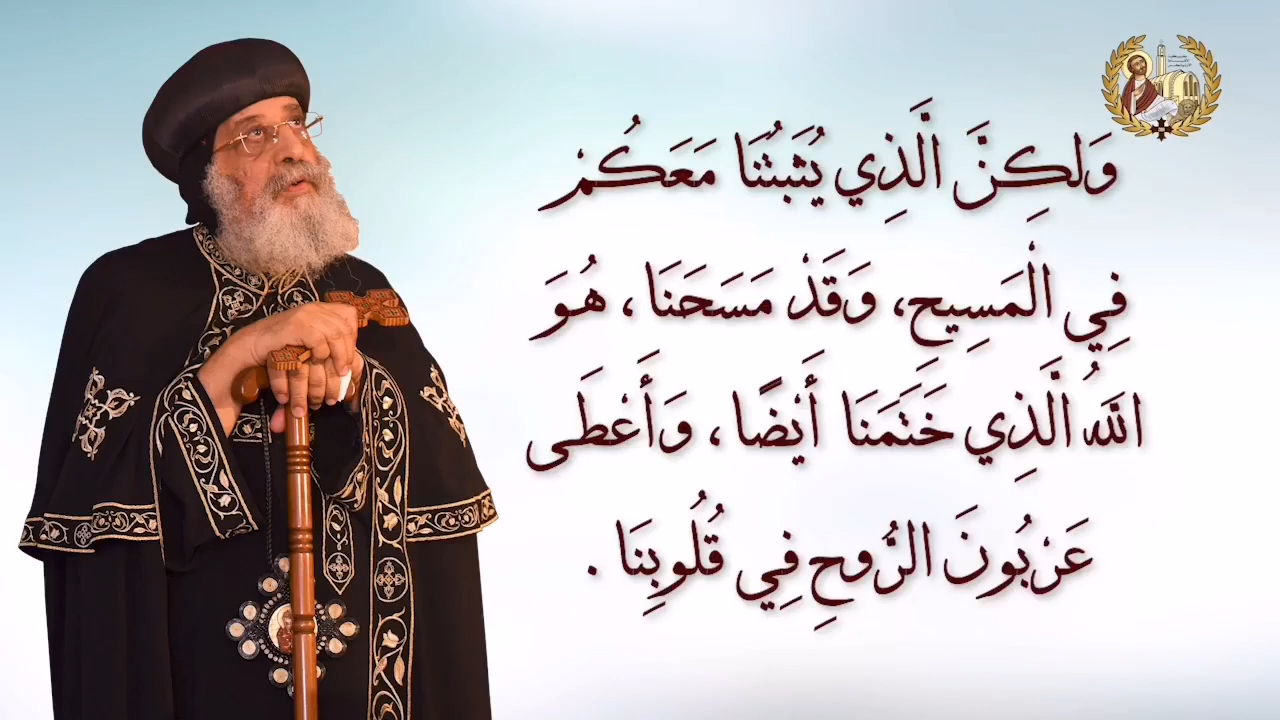 وَلكِنَّ الَّذِي يُثَبِّتُنَا مَعَكُمْ
فِي الْمَسِيحِ، وَقَدْ مَسَحَنَا، هُوَ
اللهُ الَّذِي خَتَمَنَا أَيْضًا، وَأَعْطَى
عَرْبُونَ الرُّوحِ فِي قُلُوبِنَا.